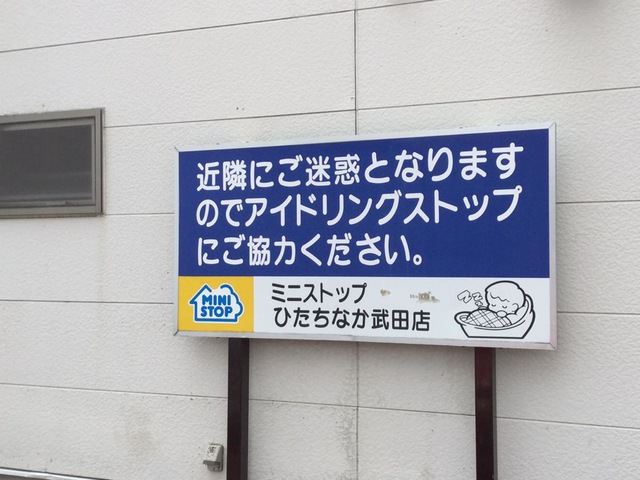 近隣にご迷惑となります
のでアイドリングストップ
にご協力ください。
MINI
STOP
ミニストップ
ひたちなか武田店